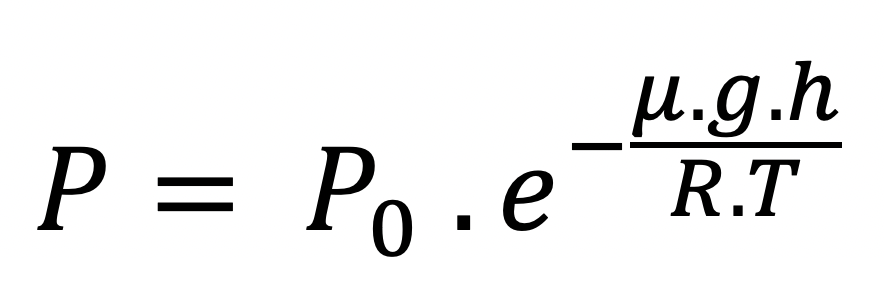 P = P₀ . e^(-(μ.g.h)/(R.T))